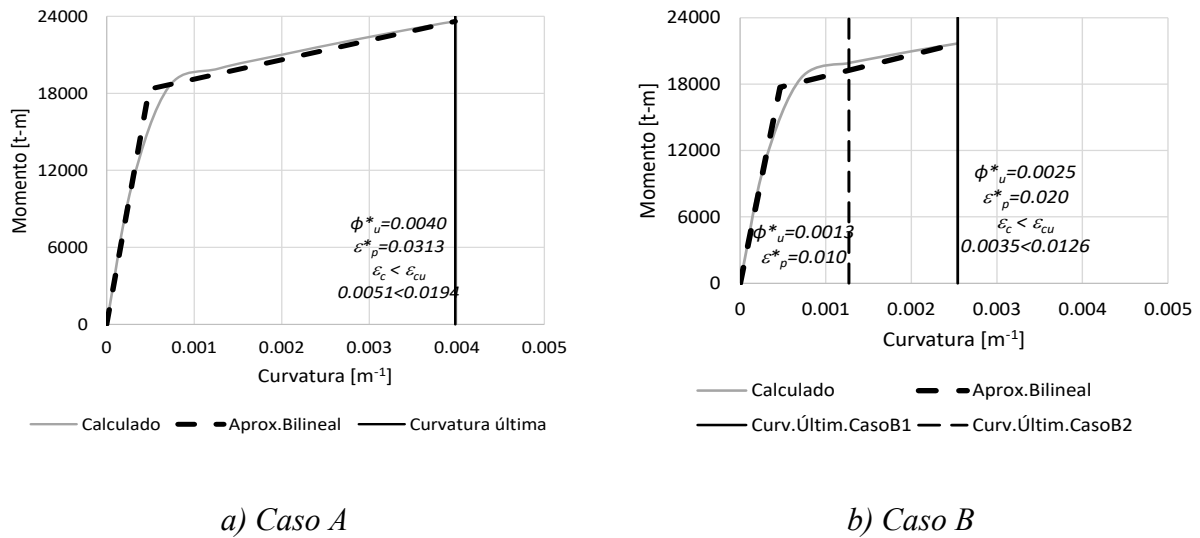 24000
18000
12000
6000
0
Momento [t-m]
ϕ*u=0.0040
ε*p=0.0313
εc < εcu
0.0051<0.0194
0 0.001 0.002 0.003 0.004 0.005
Curvatura [m-1]
Calculado Aprox.Bilineal Curvatura última
a) Caso A
24000
18000
12000
6000
0
Momento [t-m]
ϕ*u=0.0013
ε*p=0.010
ϕ*u=0.0025
ε*p=0.020
εc < εcu
0.0035<0.0126
0 0.001 0.002 0.003 0.004 0.005
Curvatura [m-1]
Calculado Aprox.Bilineal
Curv.Últim.CasoB1 Curv.Últim.CasoB2
b) Caso B